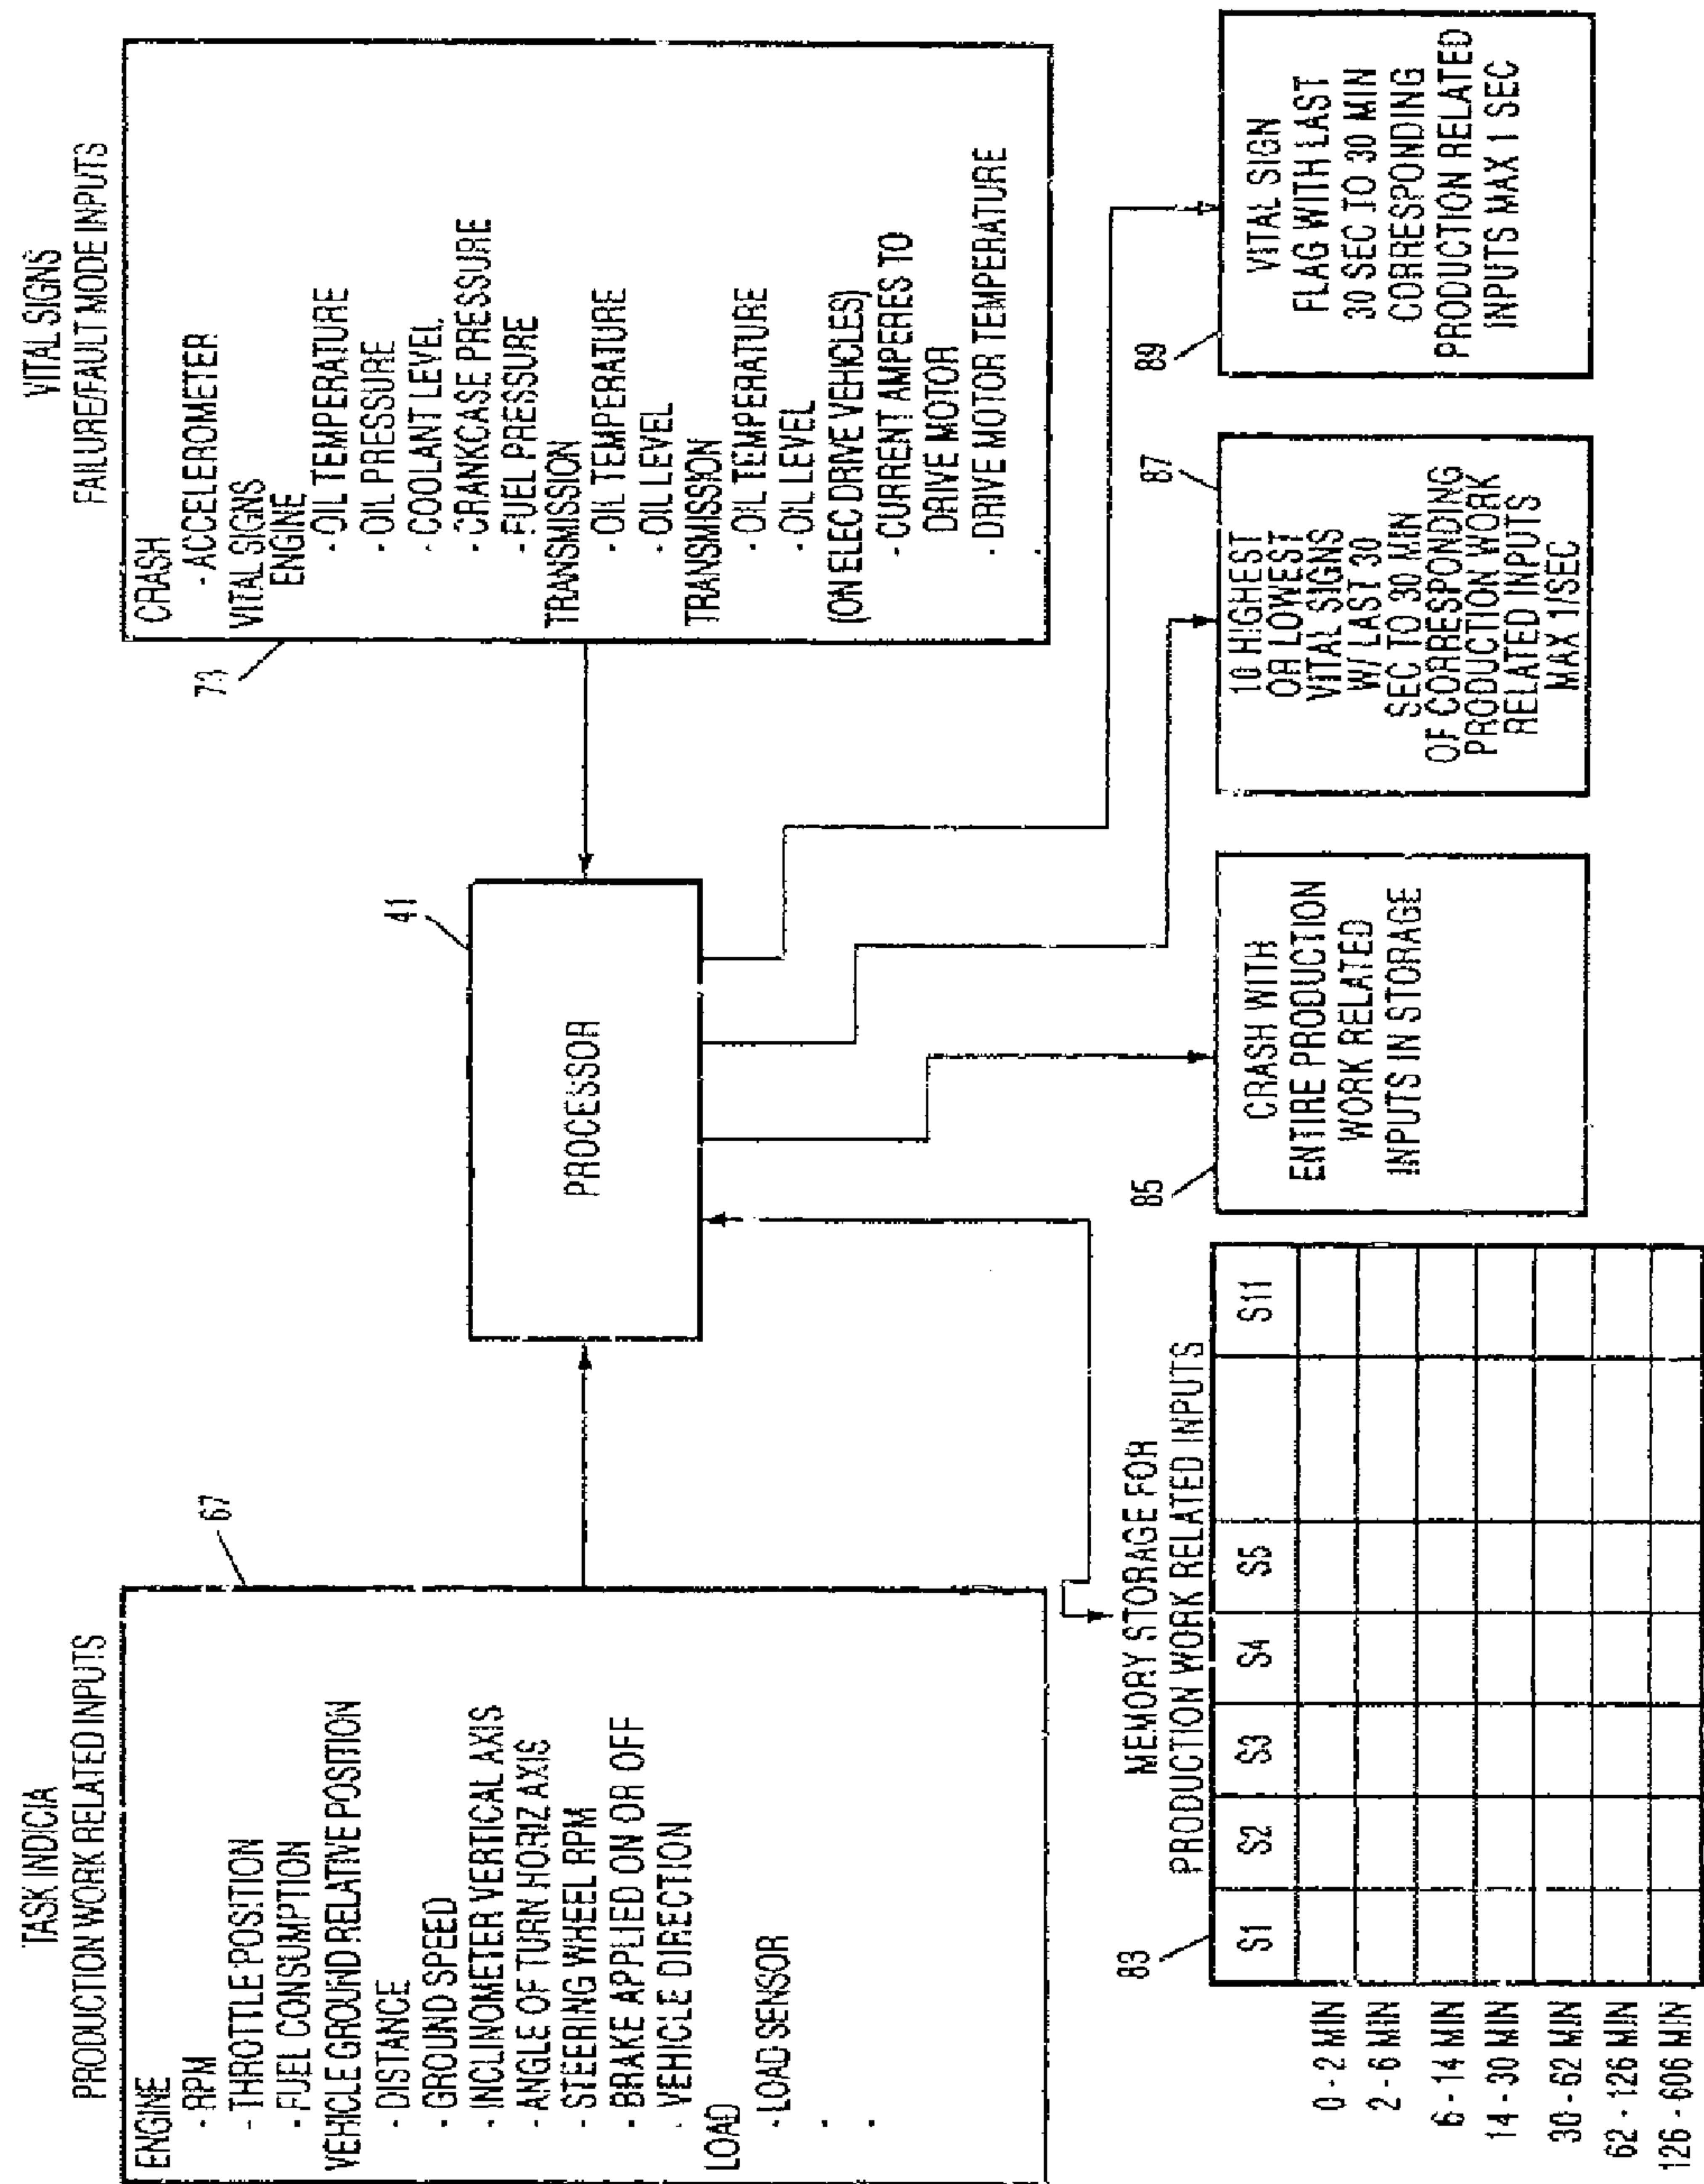 TASK INDICIA
PRODUCTION WORK RELATED INPUTS
67
ENGINE
- RPM
- THROTTLE POSITION
- FUEL CONSUMPTION
VEHICLE GROUND RELATIVE POSITION
- DISTANCE
- GROUND SPEED
- INCLINOMETER VERTICAL AXIS
- ANGLE OF TURN HORIZ AXIS
- STEERING WHEEL RPM
- BRAKE APPLIED ON OR OFF
- VEHICLE DIRECTION
LOAD
- LOAD SENSOR
41
PROCESSOR
VITAL SIGNS
FAILURE/FAULT MODE INPUTS
73
CRASH
- ACCELEROMETER
VITAL SIGNS
ENGINE
- OIL TEMPERATURE
- OIL PRESSURE
- COOLANT LEVEL
- CRANKCASE PRESSURE
- FUEL PRESSURE
TRANSMISSION
- OIL TEMPERATURE
- OIL LEVEL
TRANSMISSION
- OIL TEMPERATURE
- OIL LEVEL
(ON ELEC DRIVE VEHICLES)
- CURRENT AMPERES TO
DRIVE MOTOR
- DRIVE MOTOR TEMPERATURE
MEMORY STORAGE FOR
PRODUCTION WORK RELATED INPUTS
83
S1 S2 S3 S4 S5 S11
0 - 2 MIN
2 - 6 MIN
6 - 14 MIN
14 - 30 MIN
30 - 62 MIN
62 - 126 MIN
126 - 606 MIN
85
CRASH WITH
ENTIRE PRODUCTION
WORK RELATED
INPUTS IN STORAGE
87
10 HIGHEST
OR LOWEST
VITAL SIGNS
W/ LAST 30
SEC TO 30 MIN
OF CORRESPONDING
PRODUCTION WORK
RELATED INPUTS
MAX 1/SEC
89
VITAL SIGN
FLAG WITH LAST
30 SEC TO 30 MIN
CORRESPONDING
PRODUCTION RELATED
INPUTS MAX 1 SEC